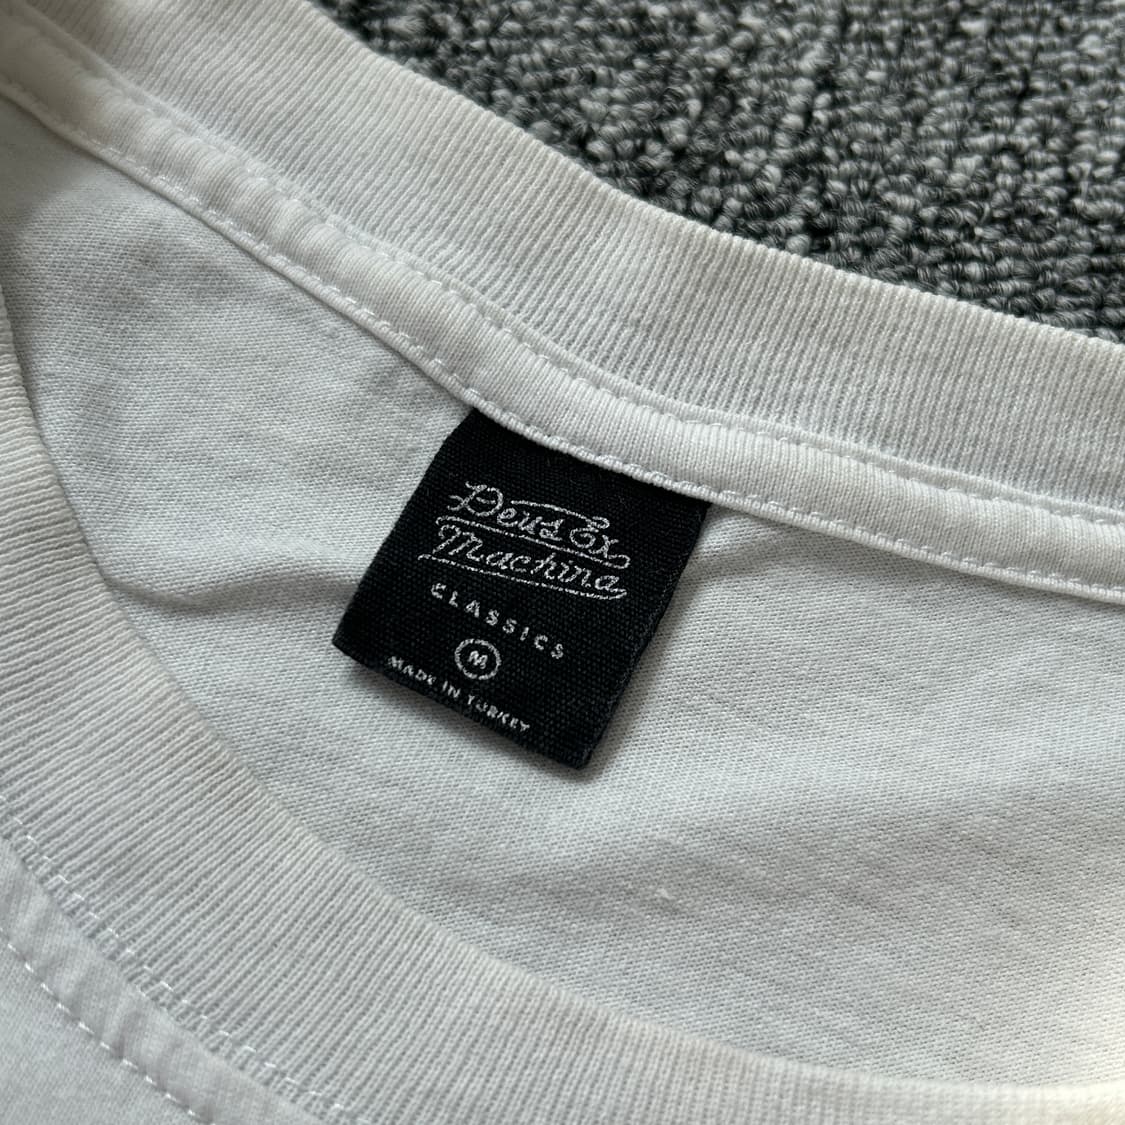 Deus Ex
Machina
CLASSICS
M
MADE IN TURKEY